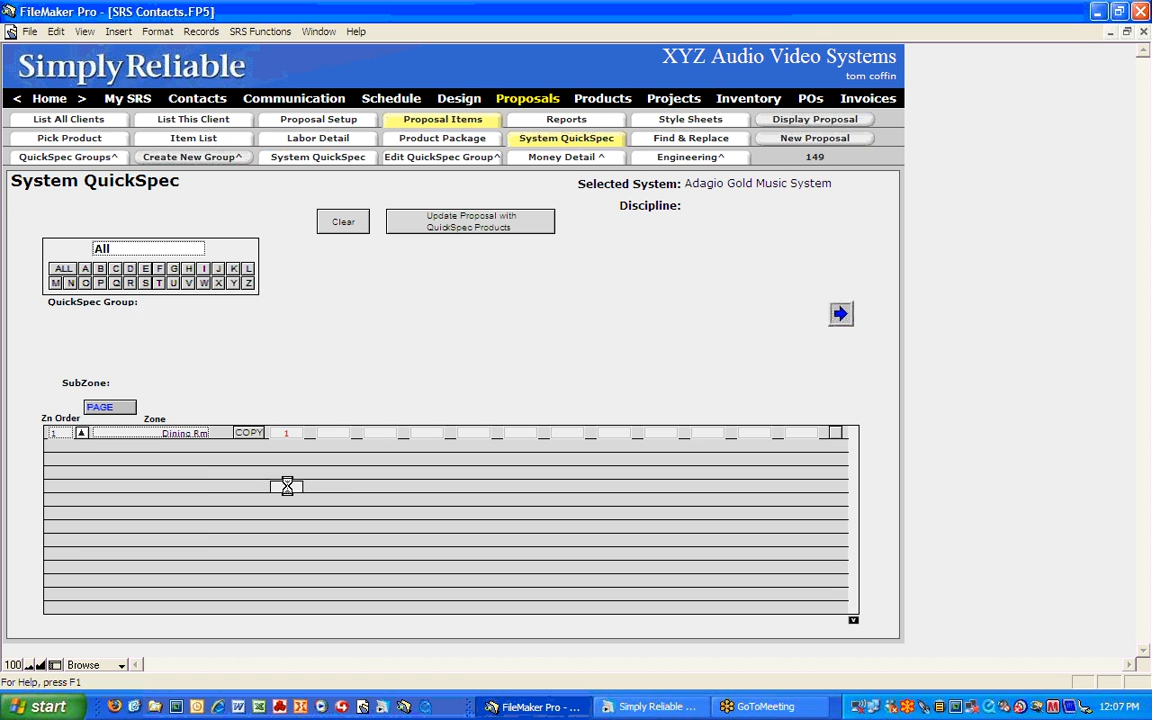 FileMaker Pro - [SRS Contacts.FP5]
File Edit View Insert Format Records SRS Functions Window Help
SimplyReliable
XYZ Audio Video Systems
tom coffin
< Home > My SRS Contacts Communication Schedule Design Proposals Products Projects Inventory POs Invoices
List All Clients List This Client Proposal Setup Proposal Items Reports Style Sheets Display Proposal
Pick Product Item List Labor Detail Product Package System QuickSpec Find & Replace New Proposal
QuickSpec Groups^ Create New Group^ System QuickSpec Edit QuickSpec Group^ Money Detail ^ Engineering^ 149
System QuickSpec
Selected System: Adagio Gold Music System
Discipline:
Clear
Update Proposal with
QuickSpec Products
All
ALL A B C D E F G H I J K L
M N O P Q R S T U V W X Y Z
QuickSpec Group:
SubZone:
PAGE
Zn Order Zone
1 Dining Rm COPY 1
100 Browse
For Help, press F1
start FileMaker Pro - ... Simply Reliable ... GoToMeeting 12:07 PM